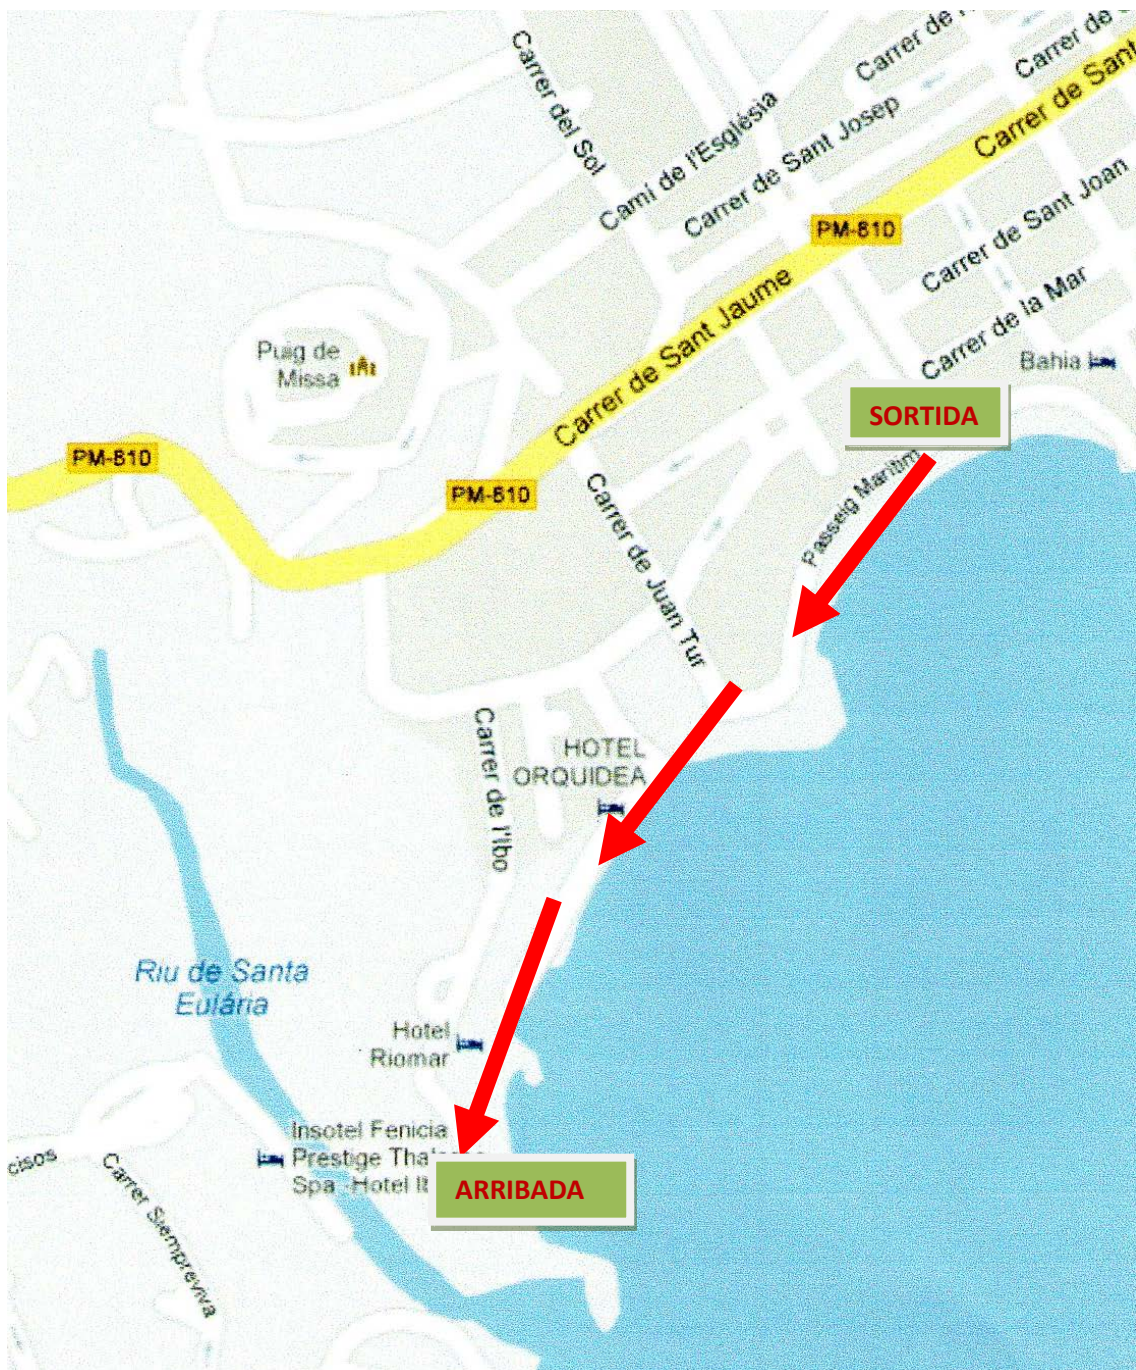 Carrer de
Carrer de
Carrer del Sol
Camí de l'Església
Carrer de Sant Josep
Carrer de Sant
PM-810
Carrer de Sant Joan
Carrer de Sant Jaume
Carrer de la Mar
Puig de
Missa
Bahia
SORTIDA
PM-810
PM-810
Passeig Marítim
Carrer de Juan Tur
Carrer de l'Ibo
HOTEL
ORQUIDEA
Riu de Santa
Eulária
Hotel
Riomar
Insotel Fenicia
Prestige
Spa -Hotel
ARRIBADA
cisos
Carrer Siempreviva